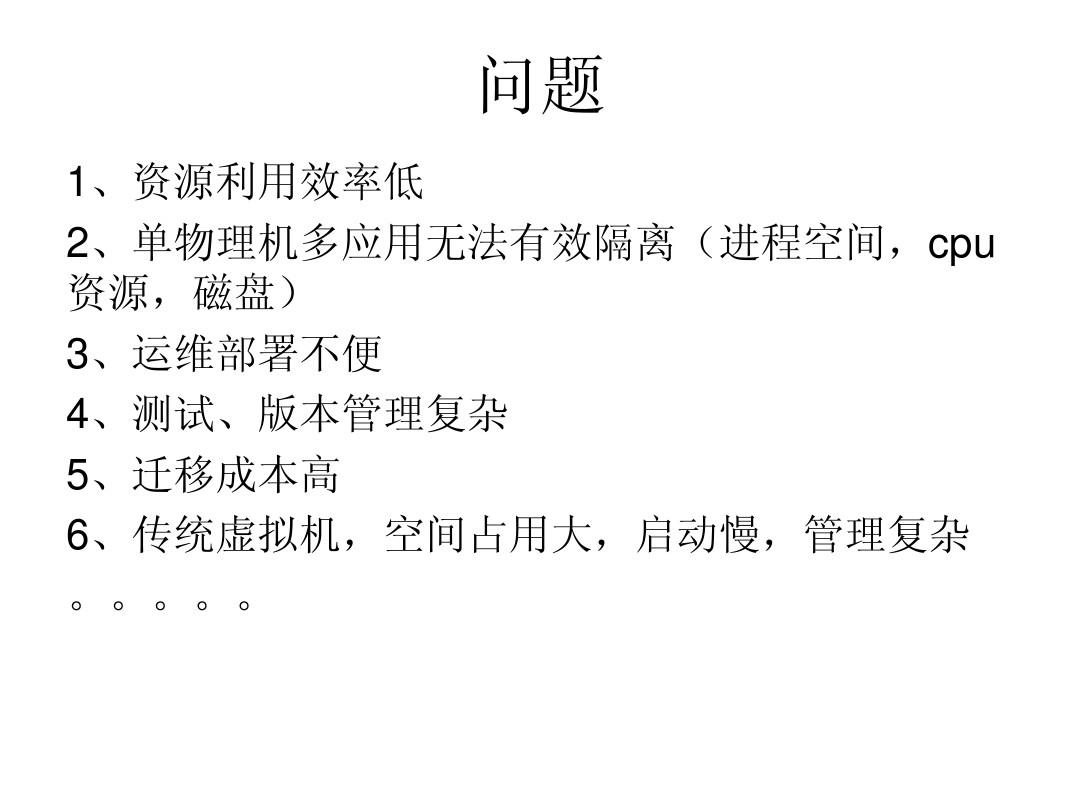 问题
1、资源利用效率低
2、单物理机多应用无法有效隔离（进程空间，cpu
资源，磁盘）
3、运维部署不便
4、测试、版本管理复杂
5、迁移成本高
6、传统虚拟机，空间占用大，启动慢，管理复杂
。。。。。